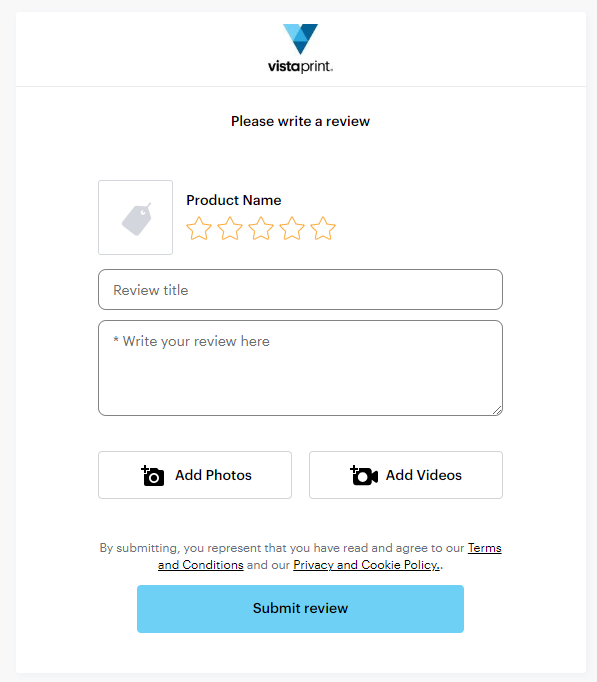 vistaprint.
Please write a review
Product Name
Review title
* Write your review here
Add Photos
Add Videos
By submitting, you represent that you have read and agree to our Terms
and Conditions and our Privacy and Cookie Policy..
Submit review